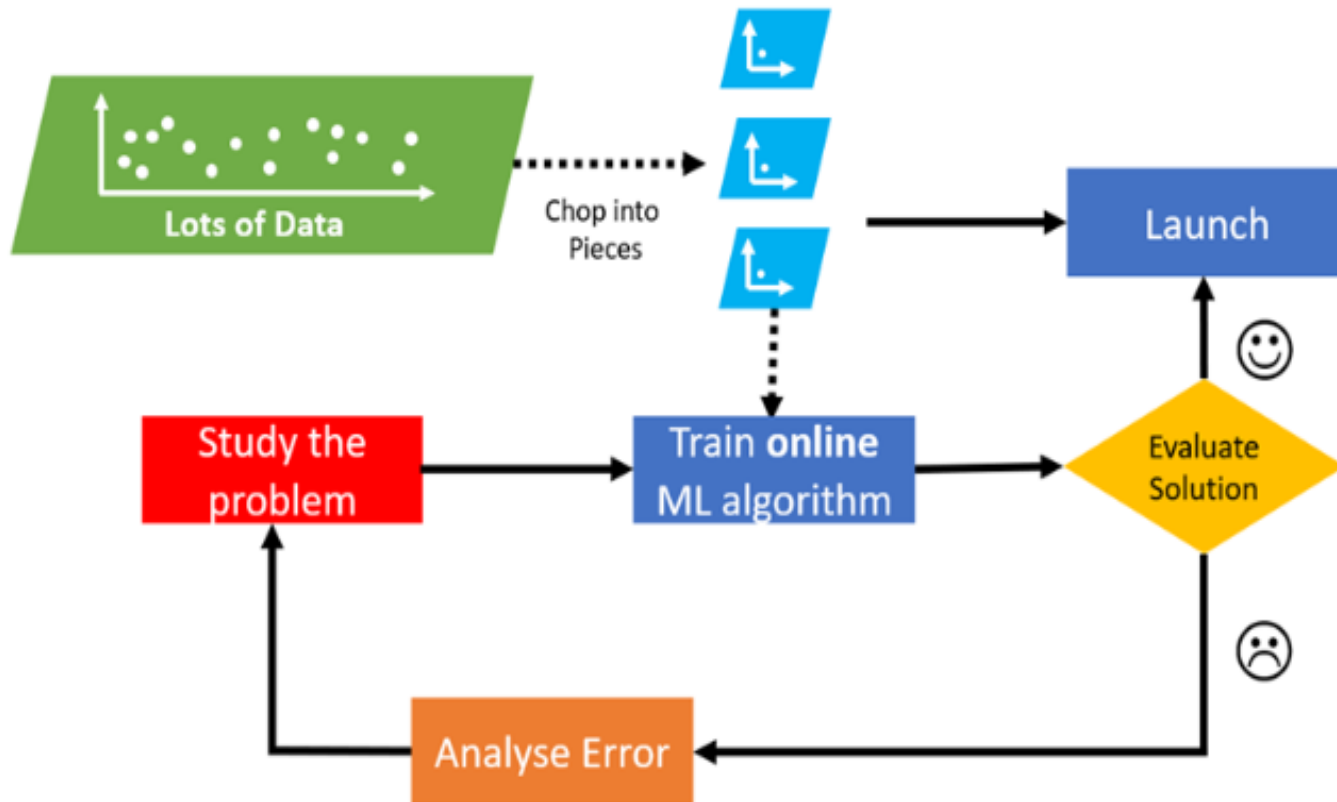 Lots of Data
Chop into
Pieces
Launch
Study the
problem
Train online
ML algorithm
Evaluate
Solution
Analyse Error